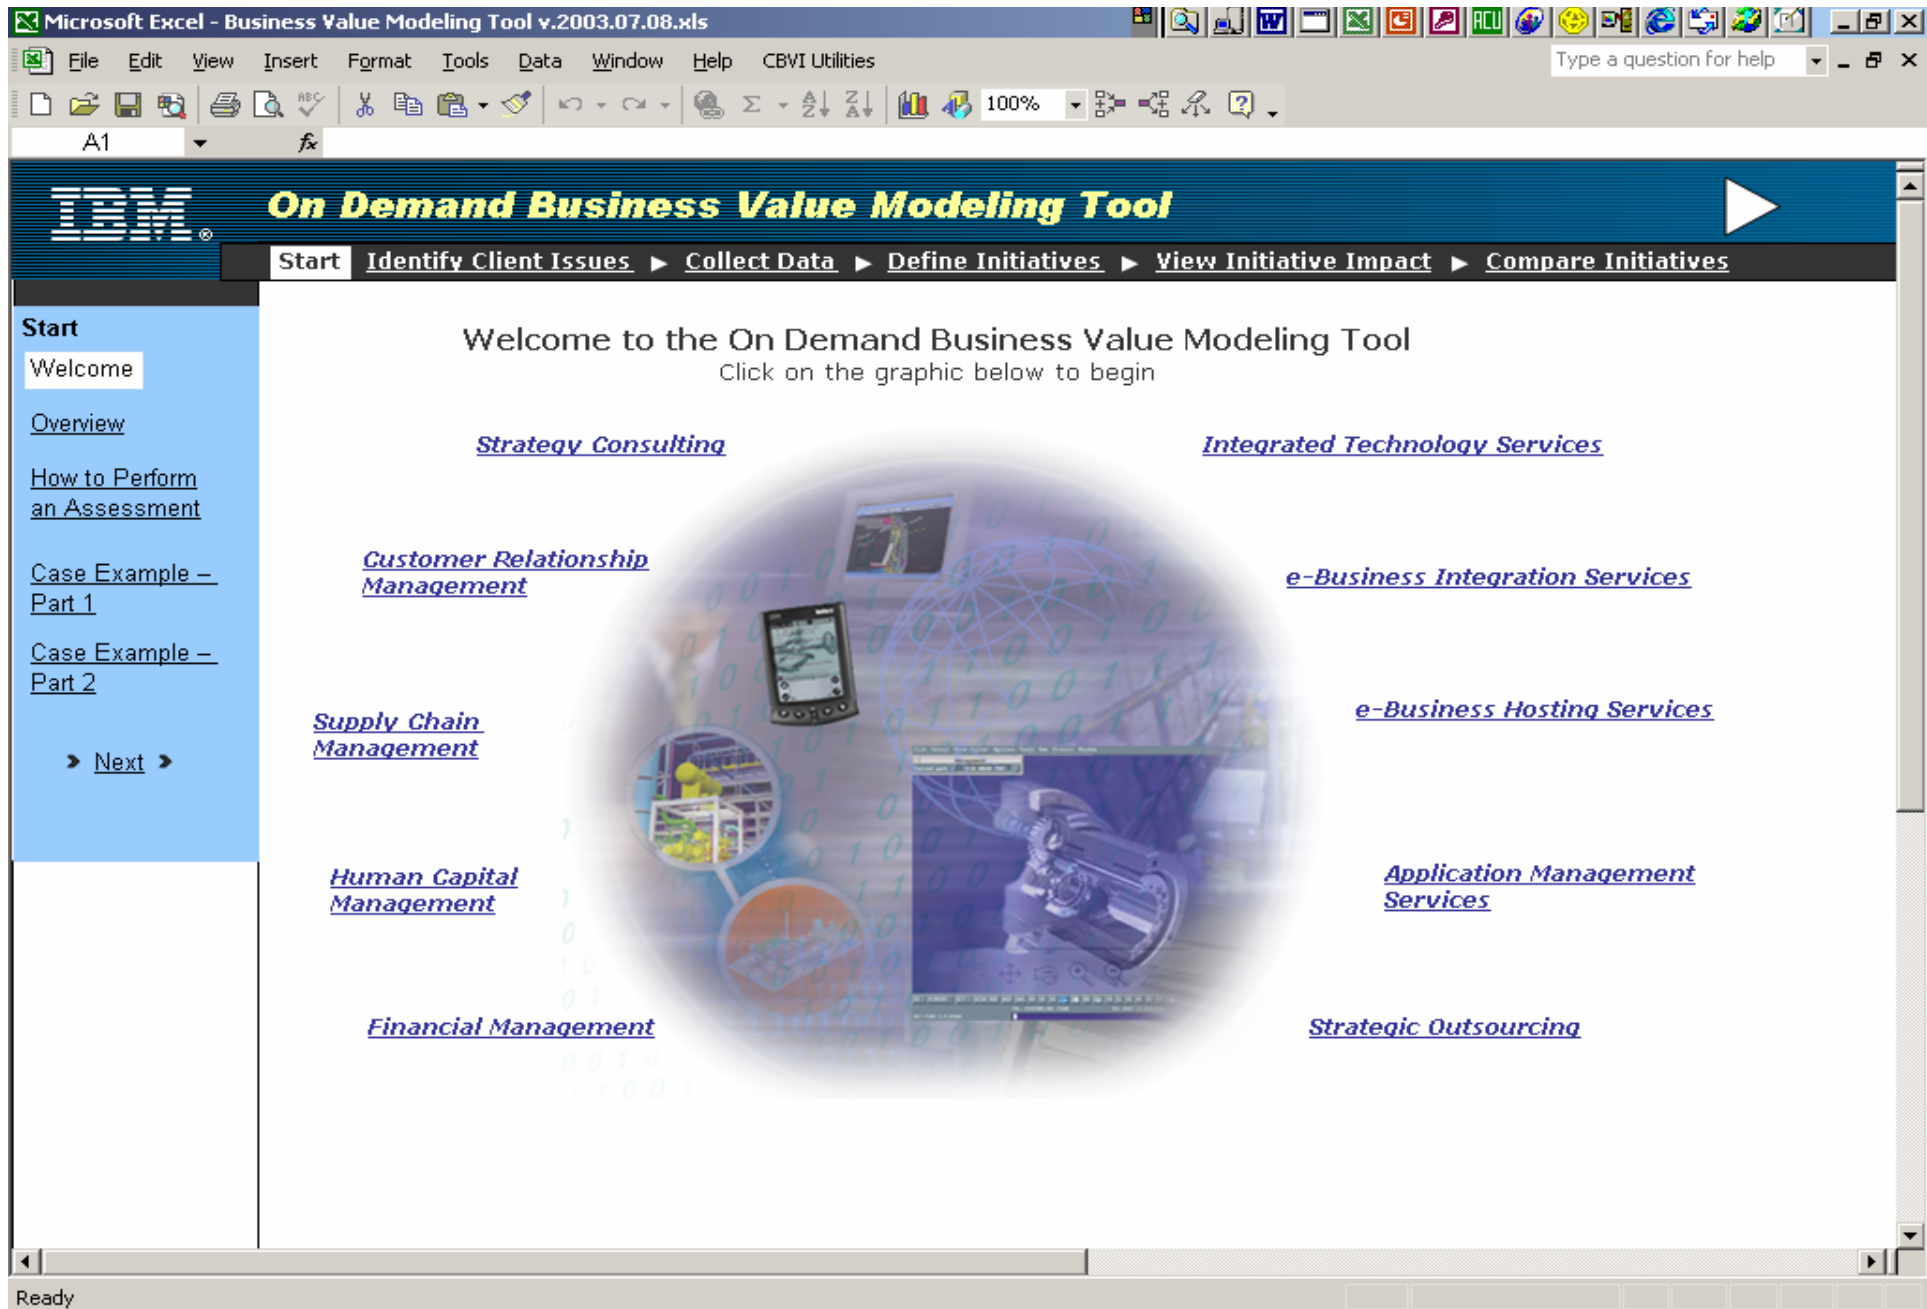 Microsoft Excel - Business Value Modeling Tool v.2003.07.08.xls
File Edit View Insert Format Tools Data Window Help CBVI Utilities
Type a question for help
100%
A1
fx
IBM®
On Demand Business Value Modeling Tool
Start Identify Client Issues ► Collect Data ► Define Initiatives ► View Initiative Impact ► Compare Initiatives
Start
Welcome
Overview
How to Perform
an Assessment
Case Example –
Part 1
Case Example –
Part 2
Next
Welcome to the On Demand Business Value Modeling Tool
Click on the graphic below to begin
Strategy Consulting
Customer Relationship
Management
Supply Chain
Management
Human Capital
Management
Financial Management
Integrated Technology Services
e-Business Integration Services
e-Business Hosting Services
Application Management
Services
Strategic Outsourcing
Ready